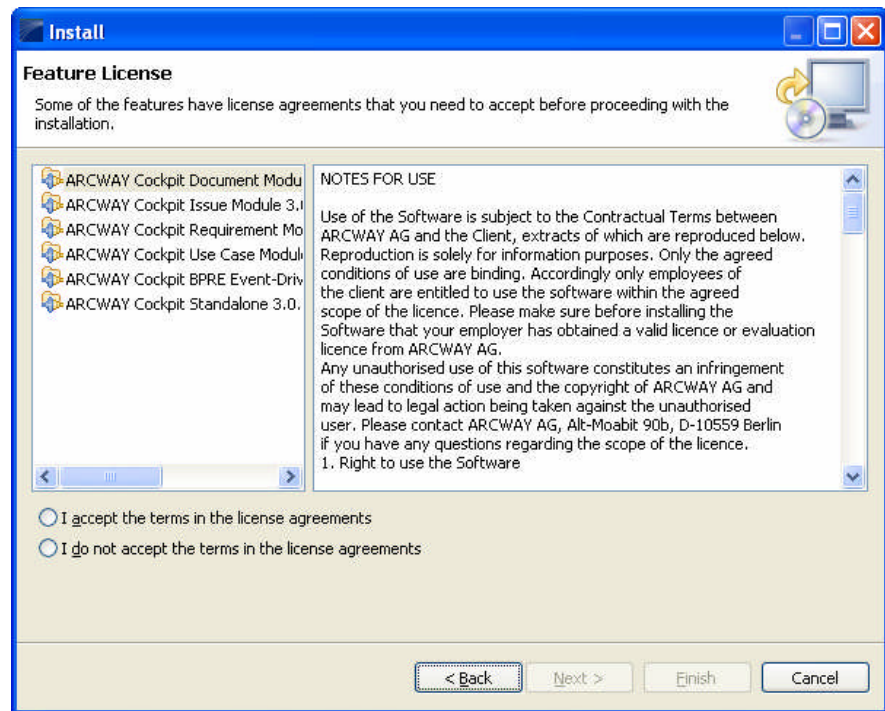 Install
Feature License
Some of the features have license agreements that you need to accept before proceeding with the
installation.
ARCWAY Cockpit Document Modu
ARCWAY Cockpit Issue Module 3.
ARCWAY Cockpit Requirement Mo
ARCWAY Cockpit Use Case Modul
ARCWAY Cockpit BPRE Event-Driv
ARCWAY Cockpit Standalone 3.0.
NOTES FOR USE
Use of the Software is subject to the Contractual Terms between
ARCWAY AG and the Client, extracts of which are reproduced below.
Reproduction is solely for information purposes. Only the agreed
conditions of use are binding. Accordingly only employees of
the client are entitled to use the software within the agreed
scope of the licence. Please make sure before installing the
Software that your employer has obtained a valid licence or evaluation
licence from ARCWAY AG.
Any unauthorised use of this software constitutes an infringement
of these conditions of use and the copyright of ARCWAY AG and
may lead to legal action being taken against the unauthorised
user. Please contact ARCWAY AG, Alt-Moabit 90b, D-10559 Berlin
if you have any questions regarding the scope of the licence.
1. Right to use the Software
I accept the terms in the license agreements
I do not accept the terms in the license agreements
< Back
Next >
Finish
Cancel